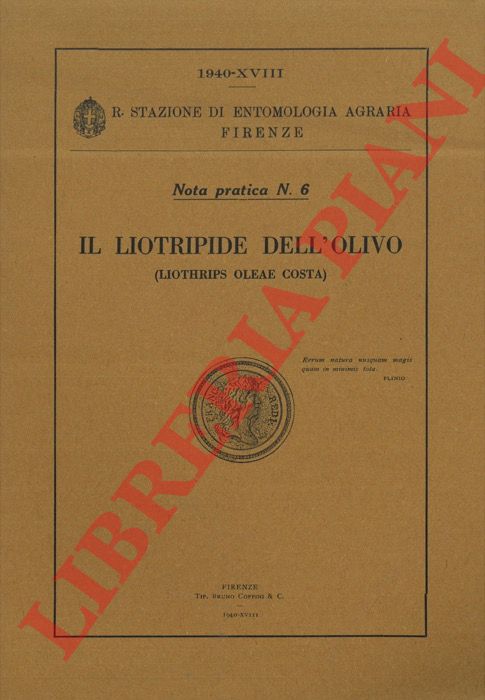 1940-XVIII
R. STAZIONE DI ENTOMOLOGIA AGRARIA
FIRENZE
Nota pratica N. 6
IL LIOTRIPIDE DELL'OLIVO
(LIOTHRIPS OLEAE COSTA)
Rerum natura nusquam magis
quam in minimis tota.
PLINIO
REDI
FIRENZE
TIP. BRUNO COPPINI & C.
1940-XVIII
LIBRERIA PIANI